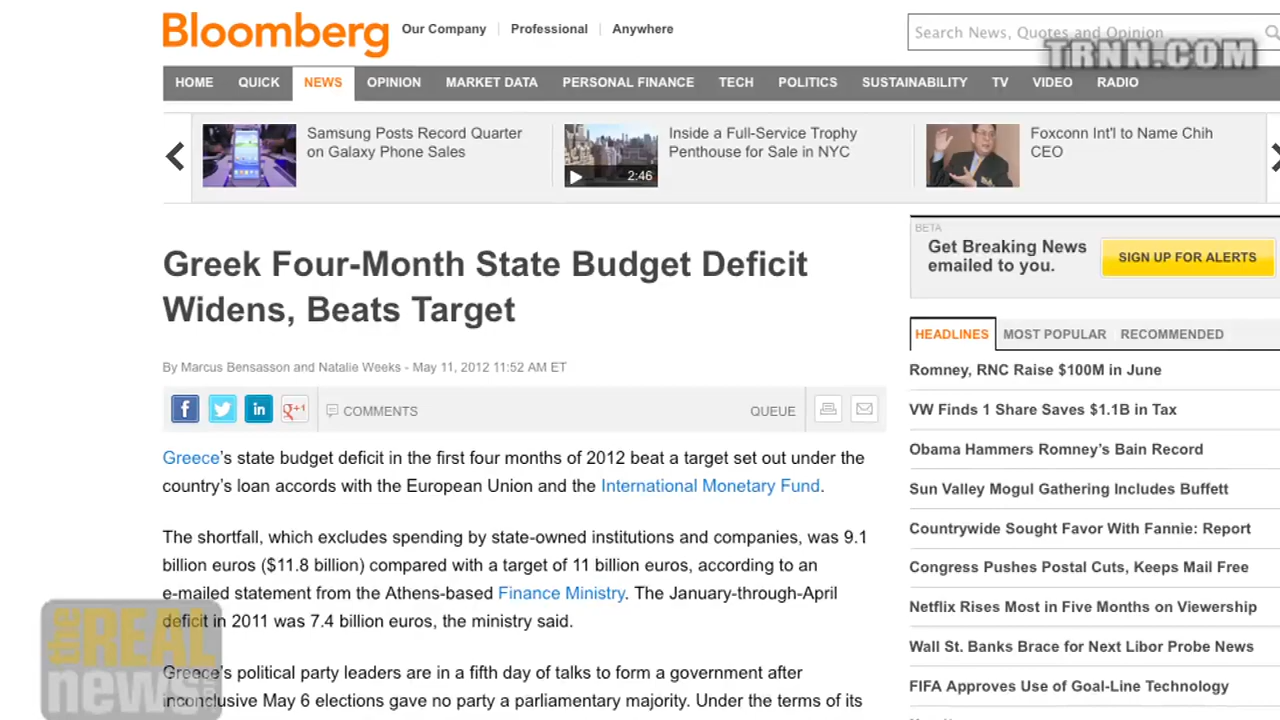 Bloomberg
Our Company
Professional
Anywhere
Search News, Quotes and Opinion
TRNN.COM
HOME
QUICK
NEWS
OPINION
MARKET DATA
PERSONAL FINANCE
TECH
POLITICS
SUSTAINABILITY
TV
VIDEO
RADIO
Samsung Posts Record Quarter
on Galaxy Phone Sales
2:46
Inside a Full-Service Trophy
Penthouse for Sale in NYC
Foxconn Int'l to Name Chih
CEO
Greek Four-Month State Budget Deficit
Widens, Beats Target
By Marcus Bensasson and Natalie Weeks - May 11, 2012 11:52 AM ET
f
in
g+1
COMMENTS
QUEUE
Greece's state budget deficit in the first four months of 2012 beat a target set out under the
country's loan accords with the European Union and the International Monetary Fund.
The shortfall, which excludes spending by state-owned institutions and companies, was 9.1
billion euros ($11.8 billion) compared with a target of 11 billion euros, according to an
e-mailed statement from the Athens-based Finance Ministry. The January-through-April
deficit in 2011 was 7.4 billion euros, the ministry said.
Greece's political party leaders are in a fifth day of talks to form a government after
inconclusive May 6 elections gave no party a parliamentary majority. Under the terms of its
BETA
Get Breaking News
emailed to you.
SIGN UP FOR ALERTS
HEADLINES
MOST POPULAR
RECOMMENDED
Romney, RNC Raise $100M in June
VW Finds 1 Share Saves $1.1B in Tax
Obama Hammers Romney's Bain Record
Sun Valley Mogul Gathering Includes Buffett
Countrywide Sought Favor With Fannie: Report
Congress Pushes Postal Cuts, Keeps Mail Free
Netflix Rises Most in Five Months on Viewership
Wall St. Banks Brace for Next Libor Probe News
FIFA Approves Use of Goal-Line Technology
the REAL
news